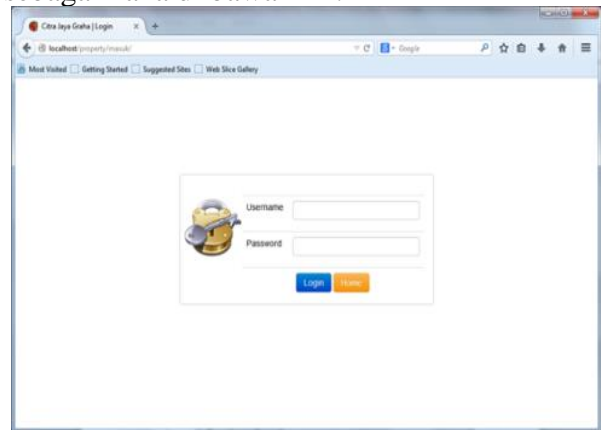 Citra Jaya Graha | Login
localhost/property/masuk/
Google
Most Visited Getting Started Suggested Sites Web Slice Gallery
Username
Password
Login Home